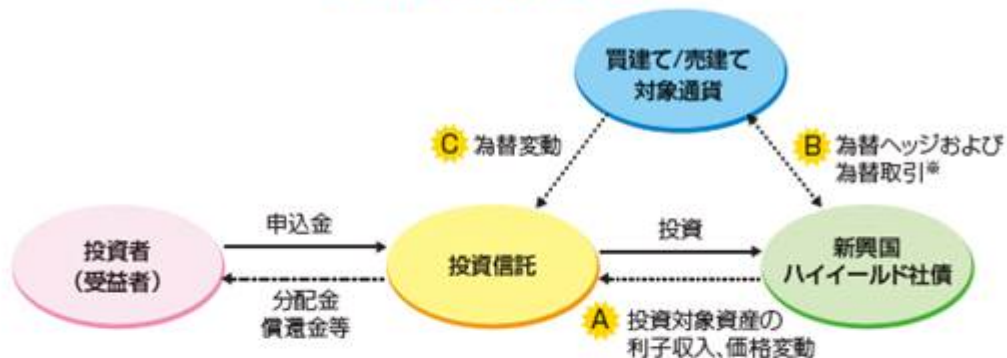 買建て/売建て
対象通貨
C 為替変動
B 為替ヘッジおよび
為替取引※
投資者
(受益者)
申込金
分配金
償還金等
投資信託
投資
新興国
ハイイールド社債
A 投資対象資産の
利子収入、価格変動